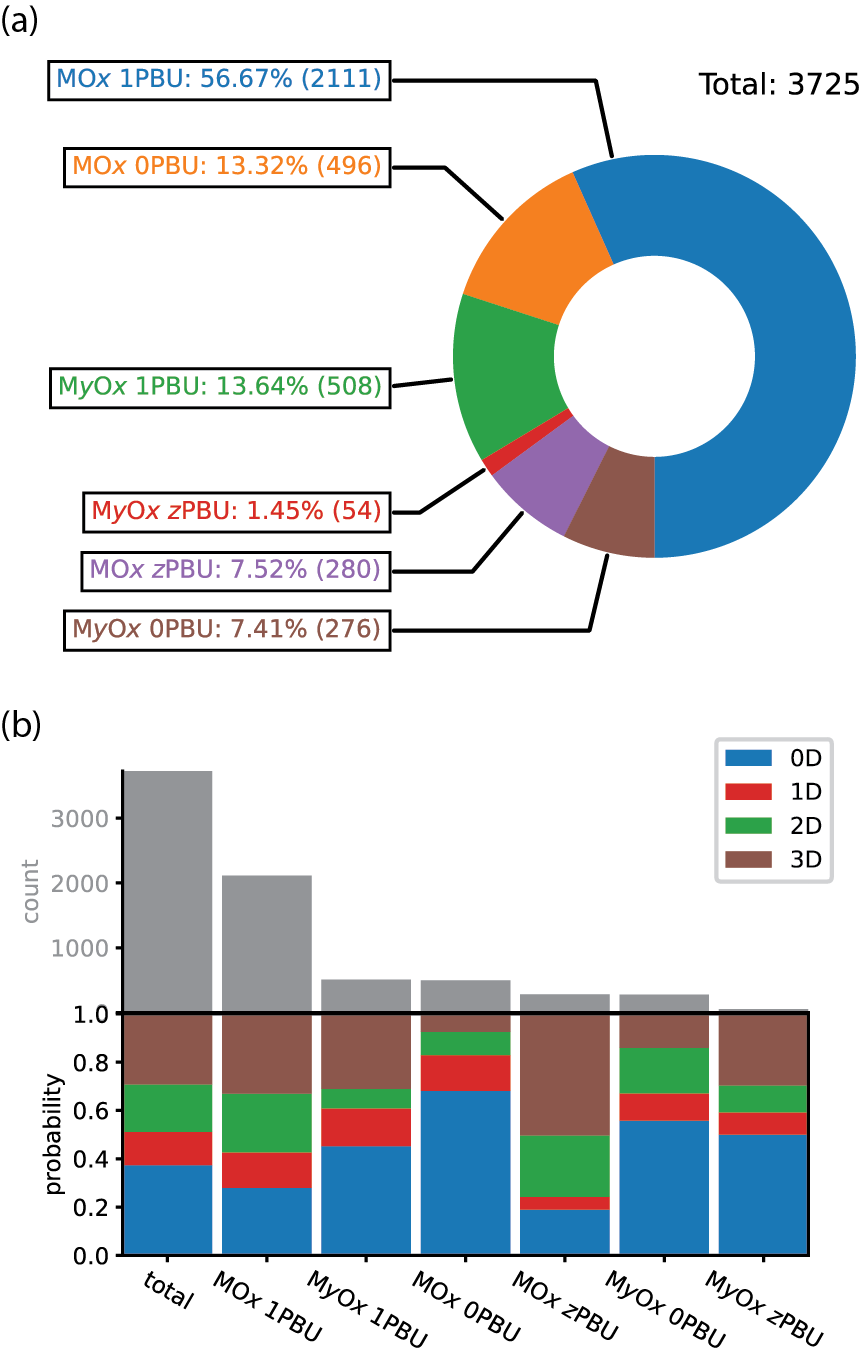 (a)
MOx 1PBU: 56.67% (2111)
Total: 3725
MOx 0PBU: 13.32% (496)
MyOx 1PBU: 13.64% (508)
MyOx zPBU: 1.45% (54)
MOx zPBU: 7.52% (280)
MyOx 0PBU: 7.41% (276)
(b)
0D
1D
2D
3D
count
3000
2000
1000
0
probability
1.0
0.8
0.6
0.4
0.2
0.0
total
MOx 1PBU
MyOx 1PBU
MOx 0PBU
MOx zPBU
MyOx 0PBU
MyOx zPBU